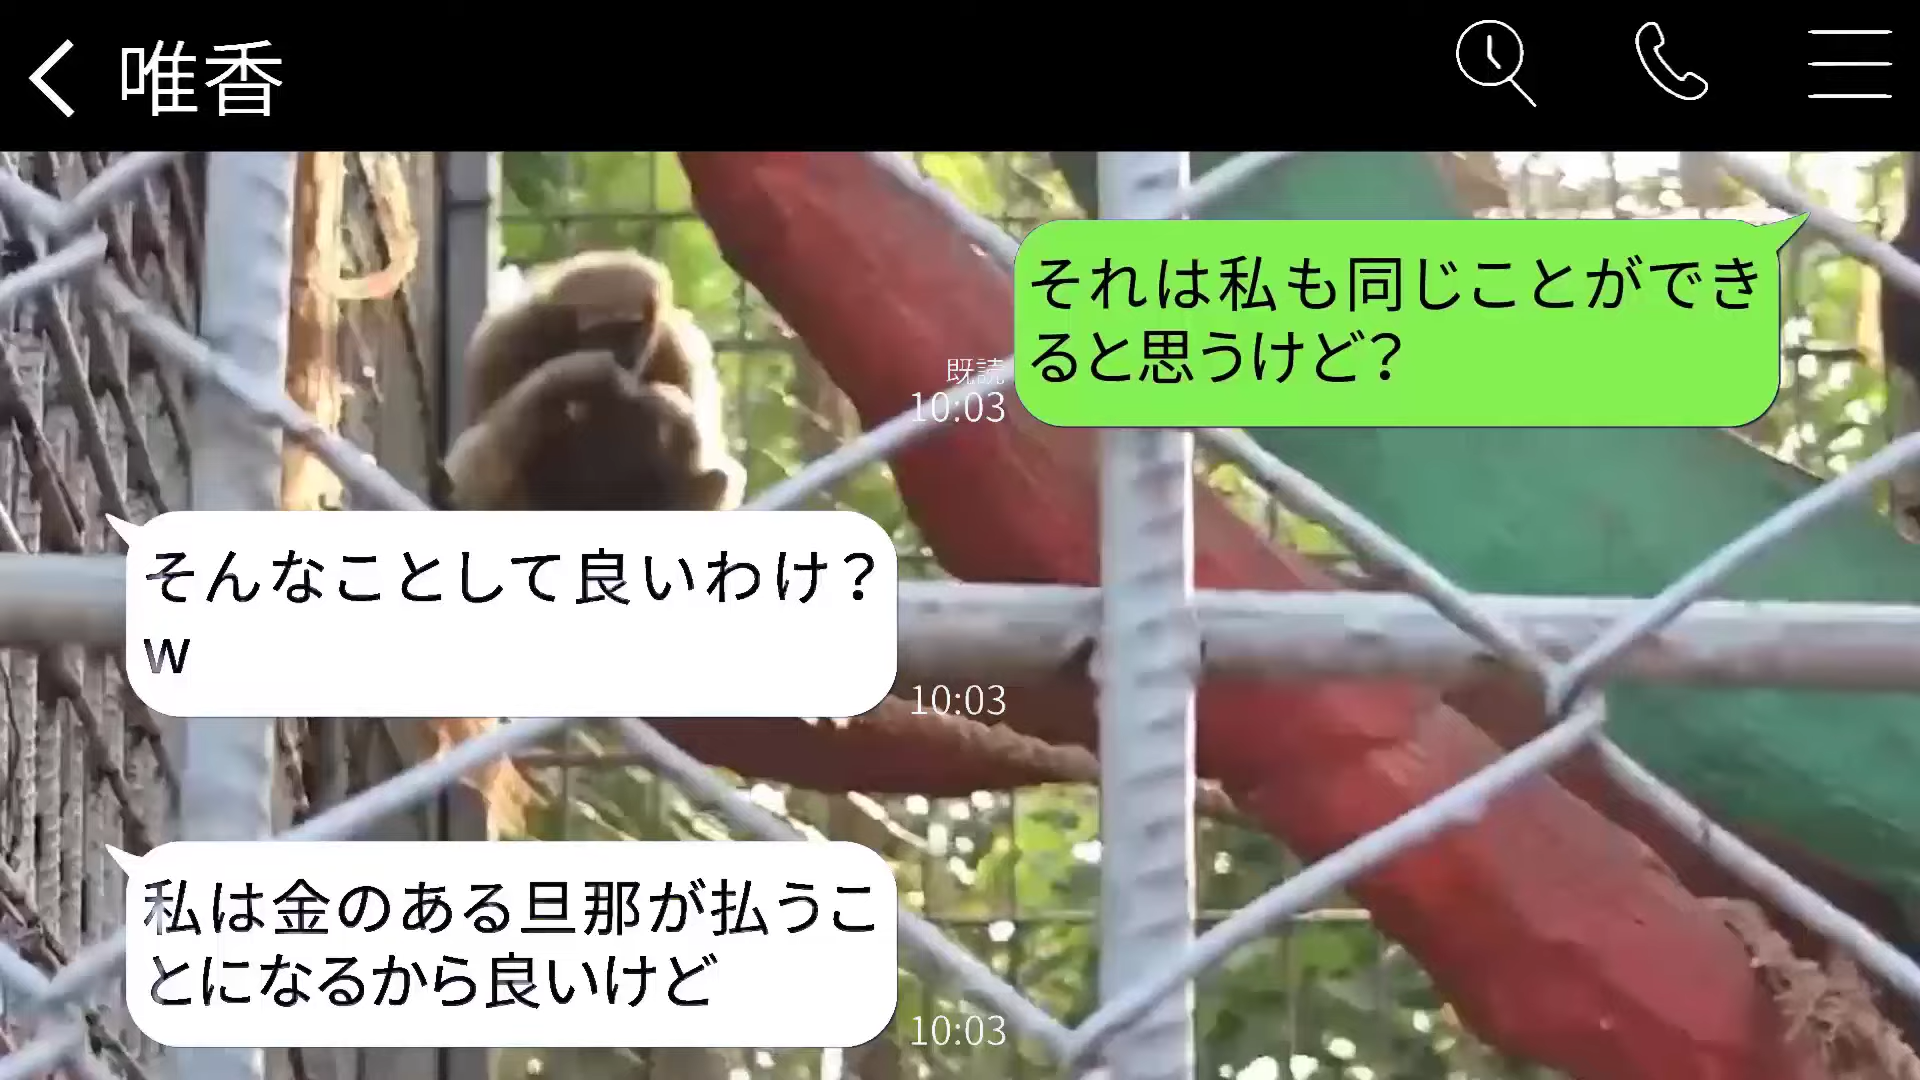 唯香
それは私も同じことができ
ると思うけど？
既読
10:03
そんなことして良いわけ？
w
10:03
私は金のある旦那が払うこ
とになるから良いけど
10:03